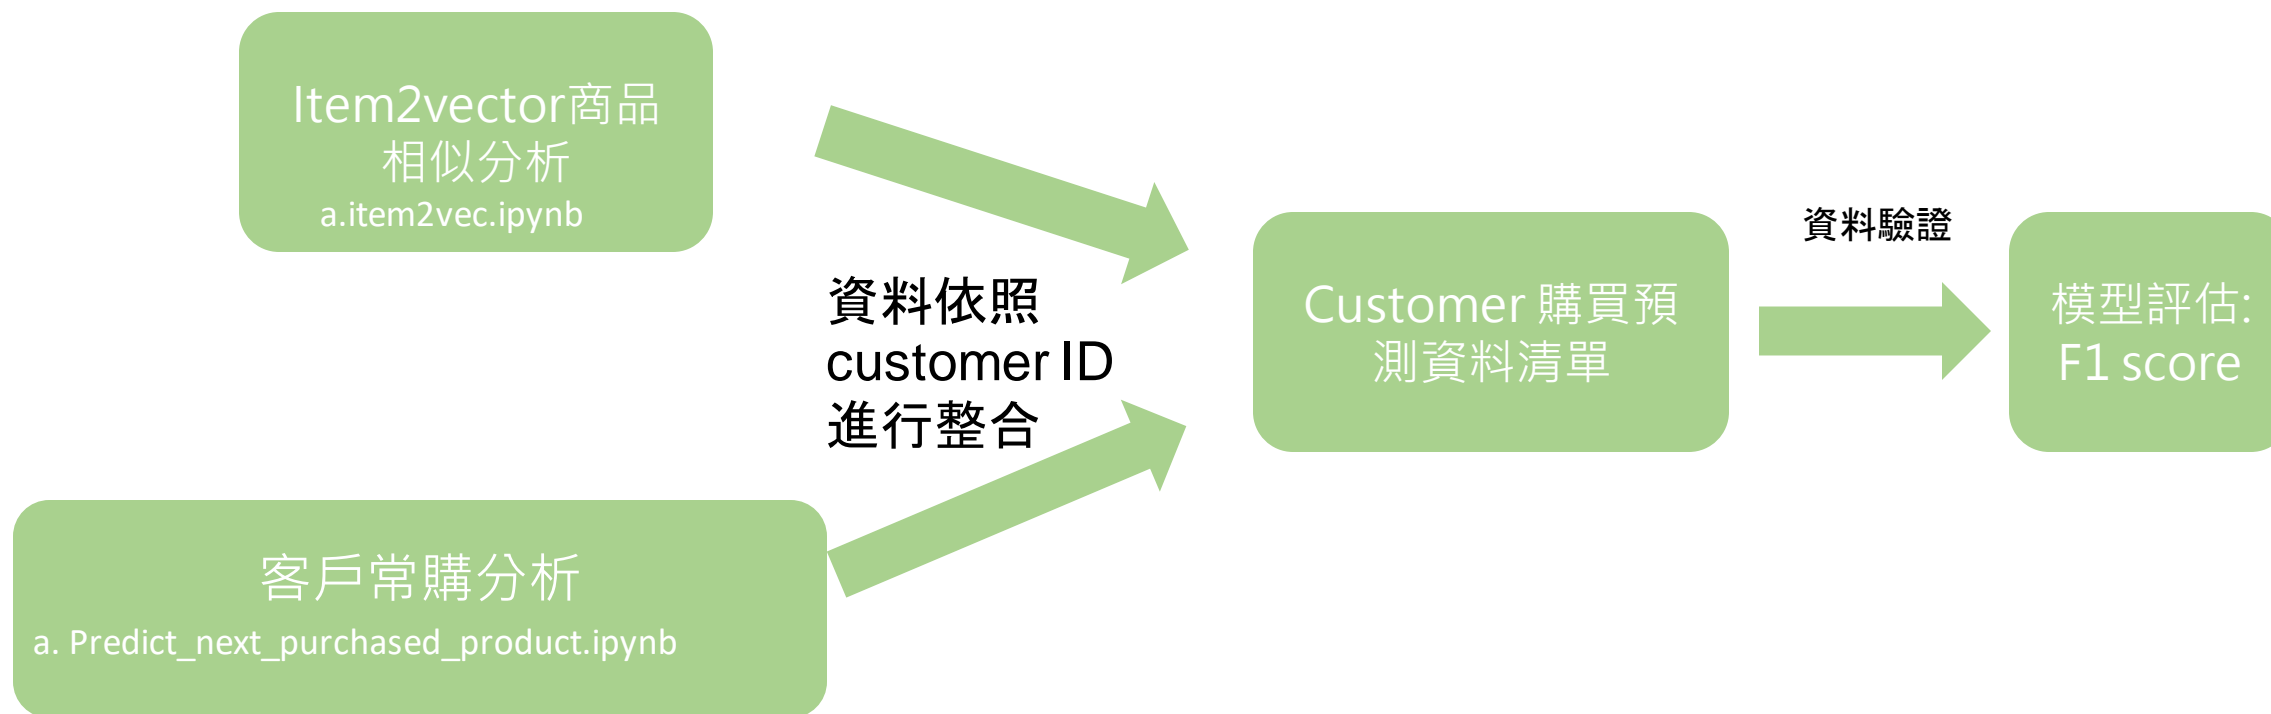 Item2vector商品
相似分析
a.item2vec.ipynb
資料依照
customer ID
進行整合
客戶常購分析
a. Predict_next_purchased_product.ipynb
Customer 購買預
測資料清單
資料驗證
模型評估:
F1 score